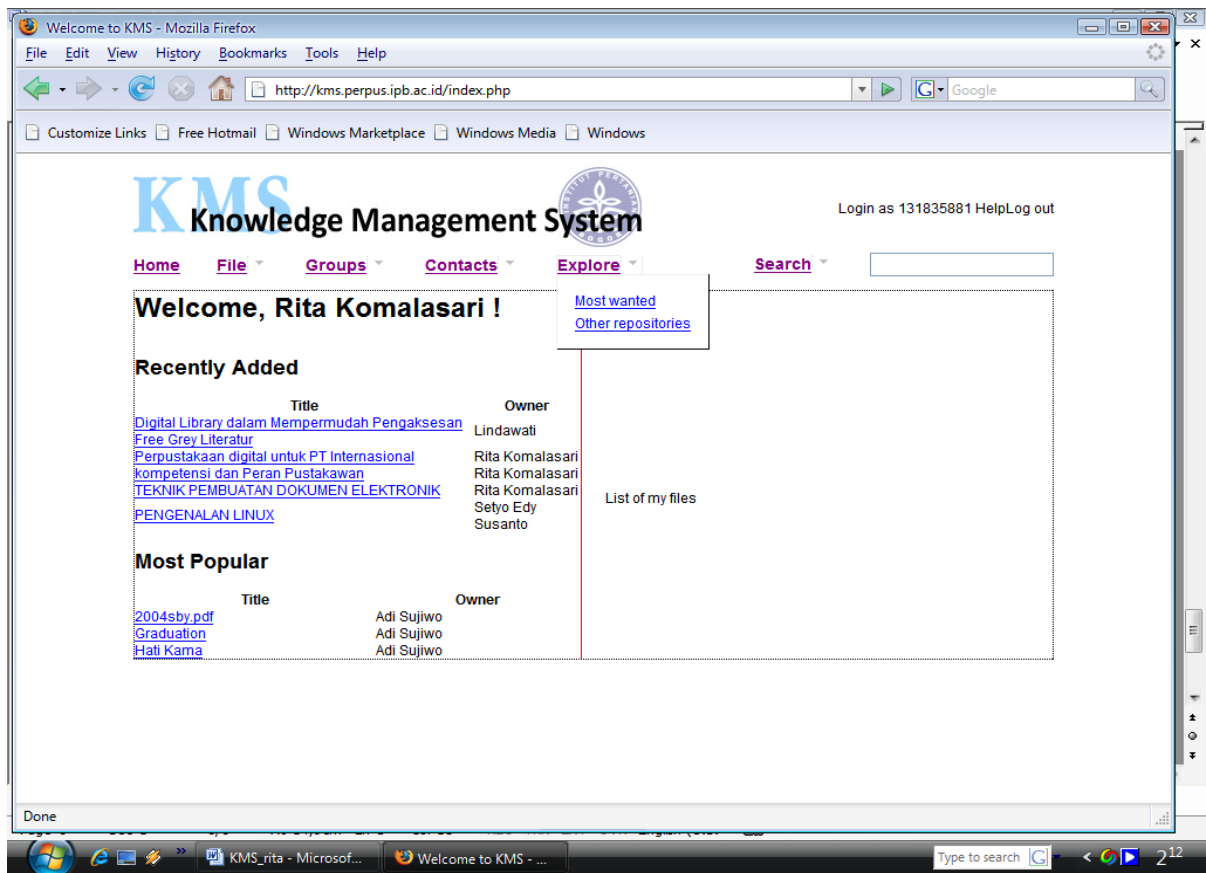 Welcome to KMS - Mozilla Firefox
File Edit View History Bookmarks Tools Help
http://kms.perpus.ipb.ac.id/index.php
G Google
Customize Links Free Hotmail Windows Marketplace Windows Media Windows
KMS
Knowledge Management System
INSTITUT PERTANIAN
Login as 131835881 HelpLog out
Home File Groups Contacts Explore Search
Most wanted
Other repositories
Welcome, Rita Komalasari !
Recently Added
Title Owner
Digital Library dalam Mempermudah Pengaksesan
Free Grey Literatur
Lindawati
Perpustakaan digital untuk PT Internasional Rita Komalasari
kompetensi dan Peran Pustakawan Rita Komalasari
TEKNIK PEMBUATAN DOKUMEN ELEKTRONIK Rita Komalasari
PENGENALAN LINUX
Setyo Edy
Susanto
List of my files
Most Popular
Title Owner
2004sby.pdf Adi Sujiwo
Graduation Adi Sujiwo
Hati Kama Adi Sujiwo
Done
KMS_rita - Microsof... Welcome to KMS - ... Type to search G 2 12